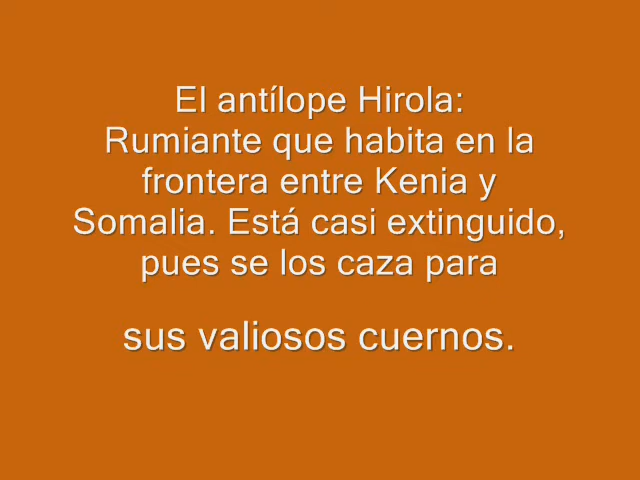 El antílope Hirola:
Rumiante que habita en la
frontera entre Kenia y
Somalia. Está casi extinguido,
pues se los caza para
sus valiosos cuernos.